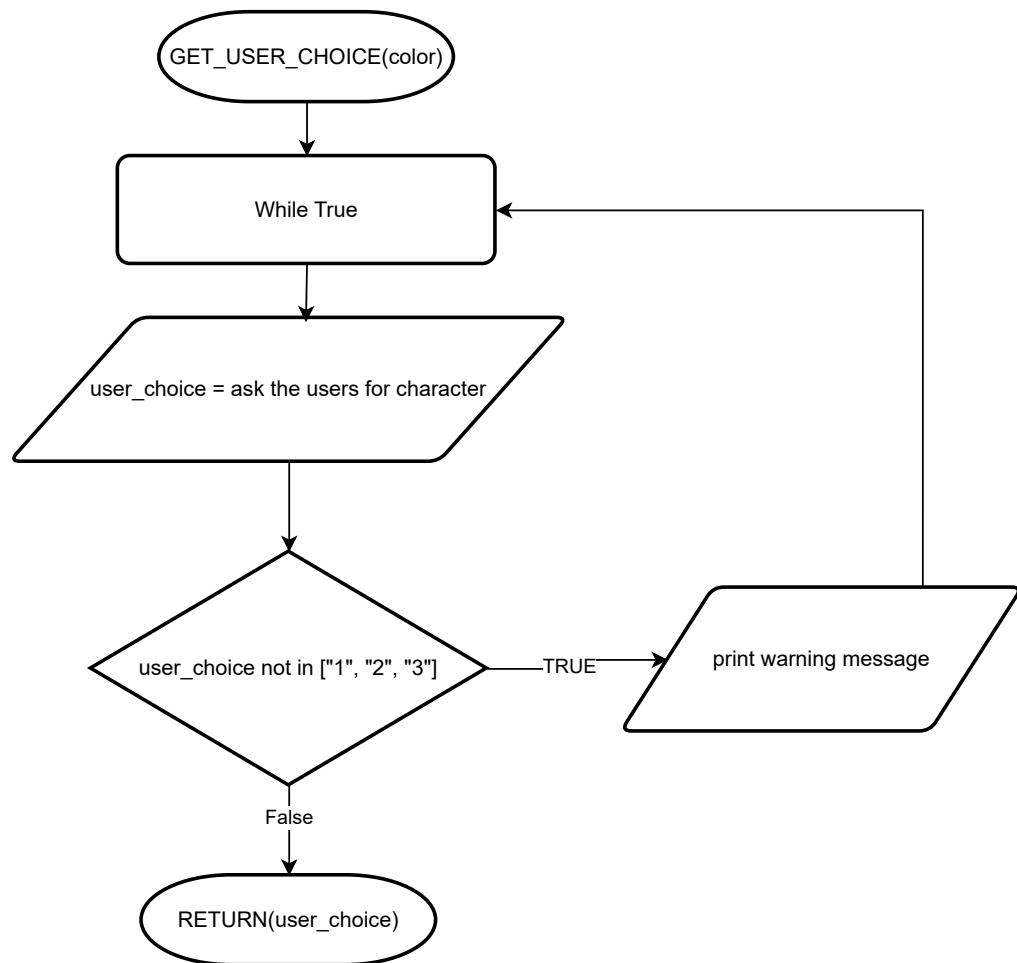 GET_USER_CHOICE(color)
While True
user_choice = ask the users for character
user_choice not in ["1", "2", "3"]
TRUE
print warning message
False
RETURN(user_choice)